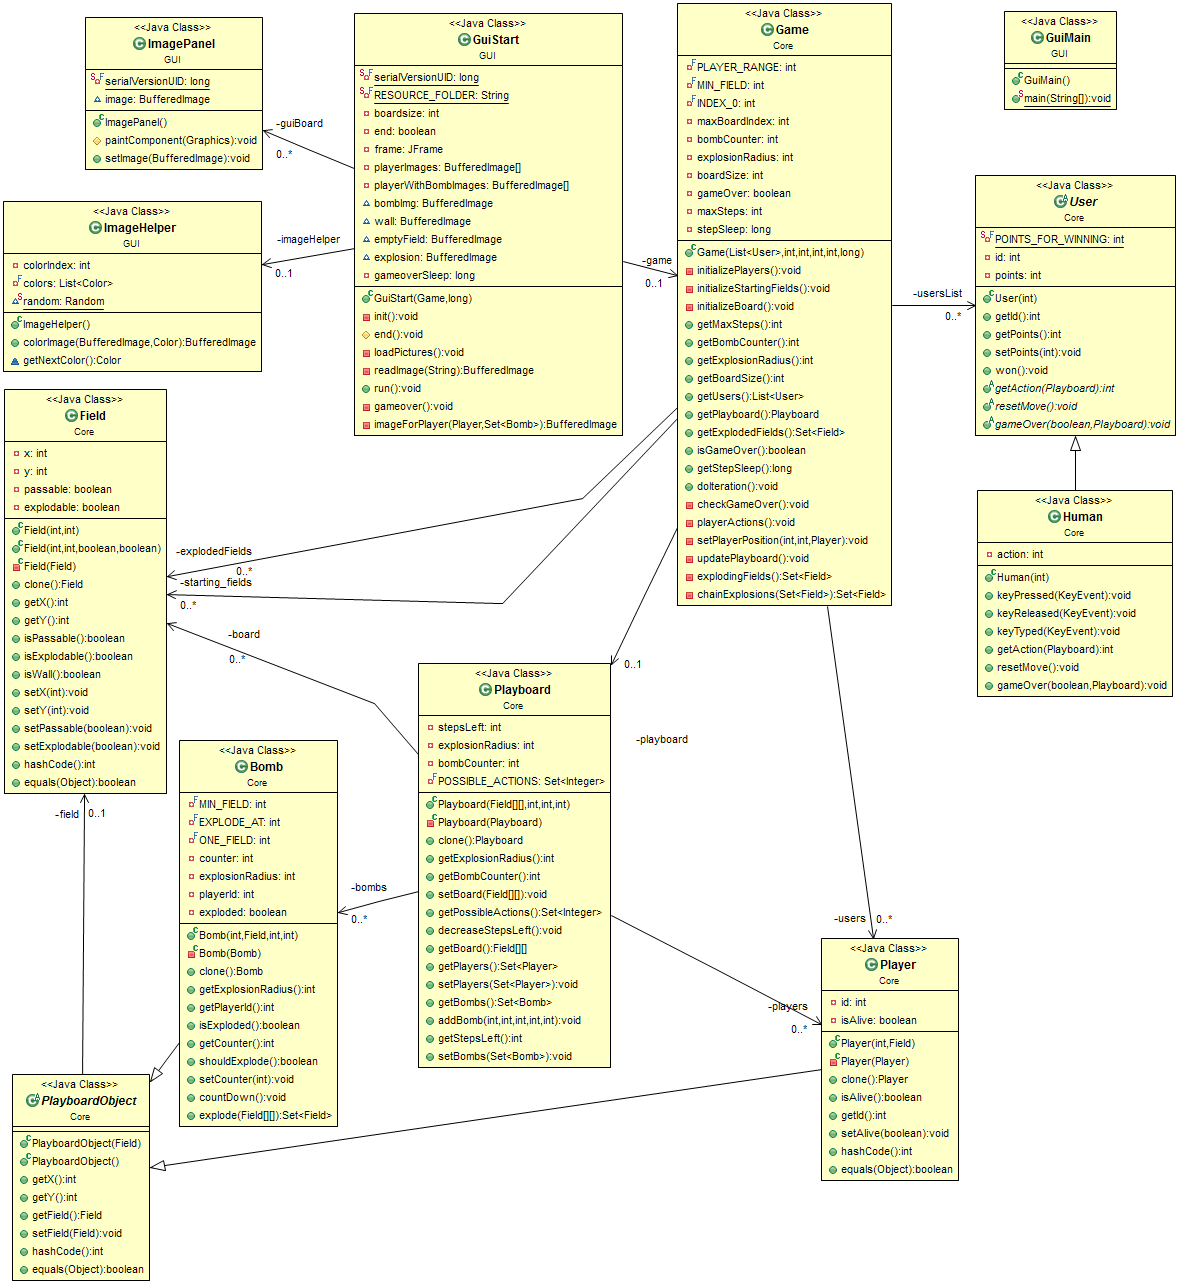 <<Java Class>>
ImagePanel
GUI
serialVersionUID: long
image: BufferedImage
ImagePanel()
paintComponent(Graphics):void
setImage(BufferedImage):void
<<Java Class>>
GuiStart
GUI
serialVersionUID: long
RESOURCE_FOLDER: String
boardsize: int
end: boolean
frame: JFrame
playerImages: BufferedImage[]
playerWithBombImages: BufferedImage[]
bombImg: BufferedImage
wall: BufferedImage
emptyField: BufferedImage
explosion: BufferedImage
gameoverSleep: long
GuiStart(Game,long)
init():void
end():void
loadPictures():void
readImage(String):BufferedImage
run():void
gameover():void
imageForPlayer(Player,Set<Bomb>):BufferedImage
<<Java Class>>
Game
Core
PLAYER_RANGE: int
MIN_FIELD: int
INDEX_0: int
maxBoardIndex: int
bombCounter: int
explosionRadius: int
boardSize: int
gameOver: boolean
maxSteps: int
stepSleep: long
Game(List<User>,int,int,int,int,long)
initializePlayers():void
initializeStartingFields():void
initializeBoard():void
getMaxSteps():int
getBombCounter():int
getExplosionRadius():int
getBoardSize():int
getUsers():List<User>
getPlayboard():Playboard
getExplodedFields():Set<Field>
isGameOver():boolean
getStepSleep():long
doIteration():void
checkGameOver():void
playerActions():void
setPlayerPosition(int,int,Player):void
updatePlayboard():void
explodingFields():Set<Field>
chainExplosions(Set<Field>):Set<Field>
<<Java Class>>
GuiMain
GUI
GuiMain()
main(String[]):void
-guiBoard
0..*
<<Java Class>>
ImageHelper
GUI
colorIndex: int
colors: List<Color>
random: Random
ImageHelper()
colorImage(BufferedImage,Color):BufferedImage
getNextColor():Color
-imageHelper
0..1
-game
0..1
-usersList
0..*
<<Java Class>>
User
Core
POINTS_FOR_WINNING: int
id: int
points: int
User(int)
getId():int
getPoints():int
setPoints(int):void
won():void
getAction(Playboard):int
resetMove():void
gameOver(boolean,Playboard):void
<<Java Class>>
Human
Core
action: int
Human(int)
keyPressed(KeyEvent):void
keyReleased(KeyEvent):void
keyTyped(KeyEvent):void
getAction(Playboard):int
resetMove():void
gameOver(boolean,Playboard):void
<<Java Class>>
Field
Core
x: int
y: int
passable: boolean
explodable: boolean
Field(int,int)
Field(int,int,boolean,boolean)
Field(Field)
clone():Field
getX():int
getY():int
isPassable():boolean
isExplodable():boolean
isWall():boolean
setX(int):void
setY(int):void
setPassable(boolean):void
setExplodable(boolean):void
hashCode():int
equals(Object):boolean
-explodedFields
0..*
-starting_fields
0..*
-board
0..*
0..1
-playboard
<<Java Class>>
Playboard
Core
stepsLeft: int
explosionRadius: int
bombCounter: int
POSSIBLE_ACTIONS: Set<Integer>
Playboard(Field[][],int,int,int)
Playboard(Playboard)
clone():Playboard
getExplosionRadius():int
getBombCounter():int
setBoard(Field[][]):void
getPossibleActions():Set<Integer>
decreaseStepsLeft():void
getBoard():Field[][]
getPlayers():Set<Player>
setPlayers(Set<Player>):void
getBombs():Set<Bomb>
addBomb(int,int,int,int,int):void
getStepsLeft():int
setBombs(Set<Bomb>):void
<<Java Class>>
Bomb
Core
MIN_FIELD: int
EXPLODE_AT: int
ONE_FIELD: int
counter: int
explosionRadius: int
playerId: int
exploded: boolean
Bomb(int,Field,int,int)
Bomb(Bomb)
clone():Bomb
getExplosionRadius():int
getPlayerId():int
isExploded():boolean
getCounter():int
shouldExplode():boolean
setCounter(int):void
countDown():void
explode(Field[][]):Set<Field>
-field
0..1
-bombs
0..*
-users
0..*
-players
0..*
<<Java Class>>
Player
Core
id: int
isAlive: boolean
Player(int,Field)
Player(Player)
clone():Player
isAlive():boolean
getId():int
setAlive(boolean):void
hashCode():int
equals(Object):boolean
<<Java Class>>
PlayboardObject
Core
PlayboardObject(Field)
PlayboardObject()
getX():int
getY():int
getField():Field
setField(Field):void
hashCode():int
equals(Object):boolean